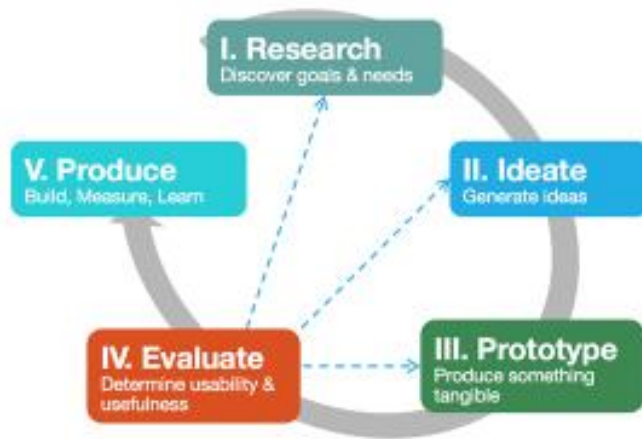 I. Research
Discover goals & needs
II. Ideate
Generate ideas
III. Prototype
Produce something
tangible
IV. Evaluate
Determine usability &
usefulness
V. Produce
Build, Measure, Learn